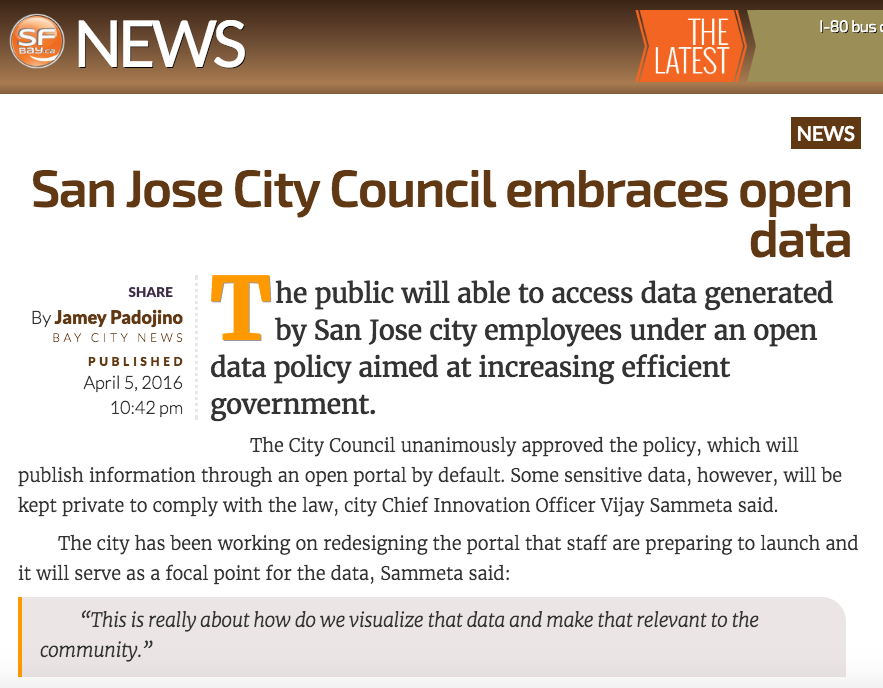 SF
Bay.ca
NEWS
THE
LATEST
I-80 bus
NEWS
San Jose City Council embraces open
data
SHARE
By Jamey Padojino
BAY CITY NEWS
PUBLISHED
April 5, 2016
10:42 pm
The public will able to access data generated
by San Jose city employees under an open
data policy aimed at increasing efficient
government.
The City Council unanimously approved the policy, which will
publish information through an open portal by default. Some sensitive data, however, will be
kept private to comply with the law, city Chief Innovation Officer Vijay Sammeta said.
The city has been working on redesigning the portal that staff are preparing to launch and
it will serve as a focal point for the data, Sammeta said:
“This is really about how do we visualize that data and make that relevant to the
community.”